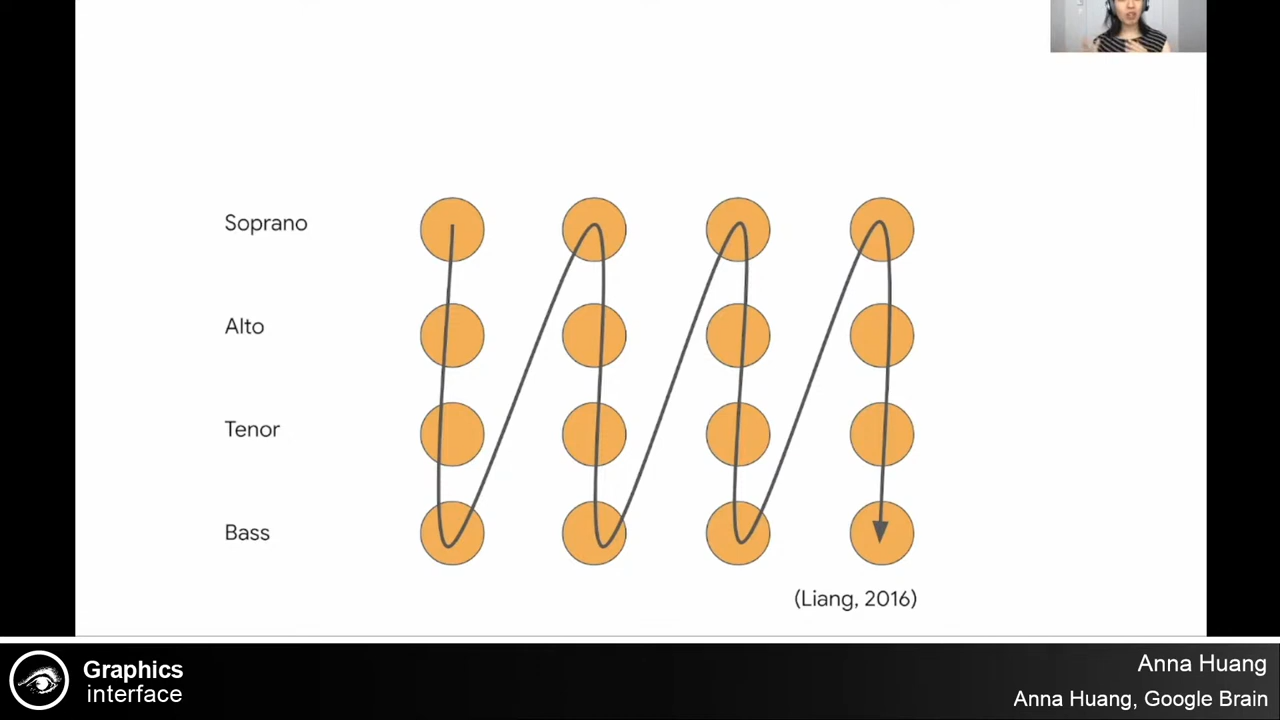 Soprano
Alto
Tenor
Bass
(Liang, 2016)
Graphics
interface
Anna Huang
Anna Huang, Google Brain